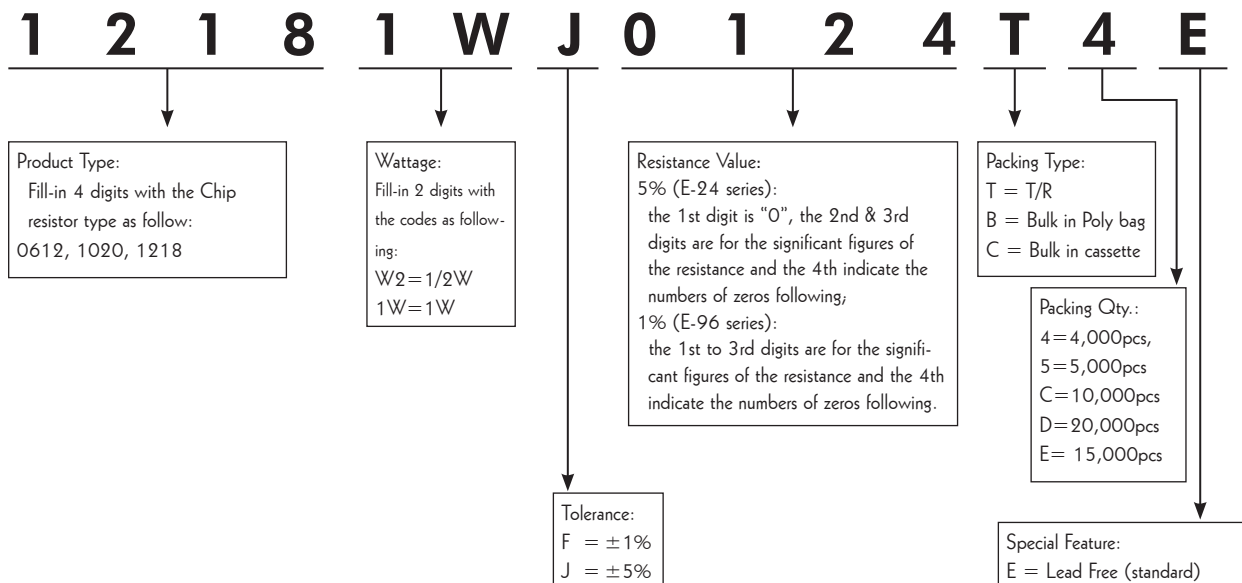 1 2 1 8 1 W J 0 1 2 4 T 4 E
Product Type:
Fill-in 4 digits with the Chip
resistor type as follow:
0612, 1020, 1218
Wattage:
Fill-in 2 digits with
the codes as follow-
ing:
W2=1/2W
1W=1W
Resistance Value:
5% (E-24 series):
the 1st digit is “0”, the 2nd & 3rd
digits are for the significant figures of
the resistance and the 4th indicate the
numbers of zeros following;
1% (E-96 series):
the 1st to 3rd digits are for the signifi-
cant figures of the resistance and the 4th
indicate the numbers of zeros following.
Packing Type:
T = T/R
B = Bulk in Poly bag
C = Bulk in cassette
Packing Qty.:
4=4,000pcs,
5=5,000pcs
C=10,000pcs
D=20,000pcs
E= 15,000pcs
Tolerance:
F = ±1%
J = ±5%
Special Feature:
E = Lead Free (standard)